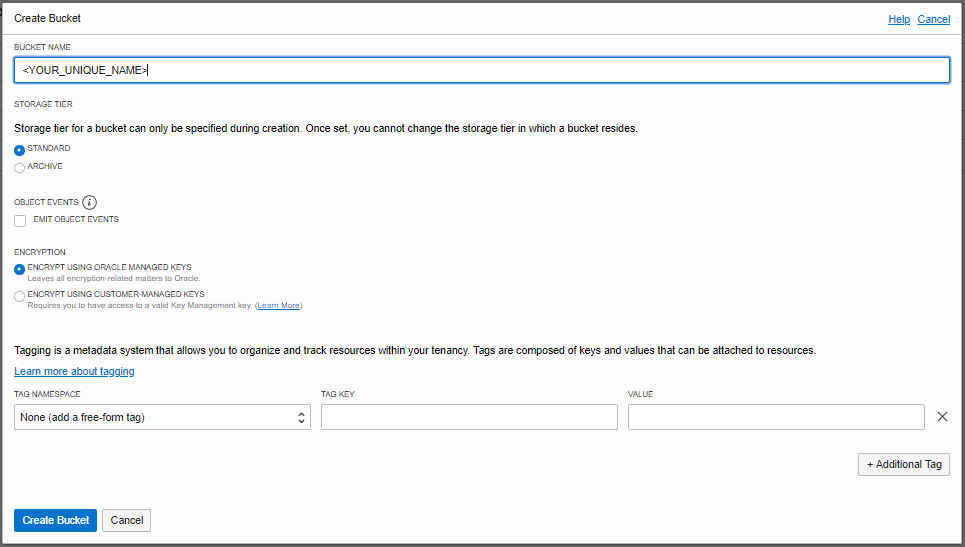 Create Bucket
Help Cancel
BUCKET NAME
<YOUR_UNIQUE_NAME>
STORAGE TIER
Storage tier for a bucket can only be specified during creation. Once set, you cannot change the storage tier in which a bucket resides.
STANDARD
ARCHIVE
OBJECT EVENTS i
EMIT OBJECT EVENTS
ENCRYPTION
ENCRYPT USING ORACLE MANAGED KEYS
Leaves all encryption-related matters to Oracle.
ENCRYPT USING CUSTOMER-MANAGED KEYS
Requires you to have access to a valid Key Management key. (Learn More)
Tagging is a metadata system that allows you to organize and track resources within your tenancy. Tags are composed of keys and values that can be attached to resources.
Learn more about tagging
TAG NAMESPACE TAG KEY VALUE
None (add a free-form tag)
+ Additional Tag
Create Bucket Cancel